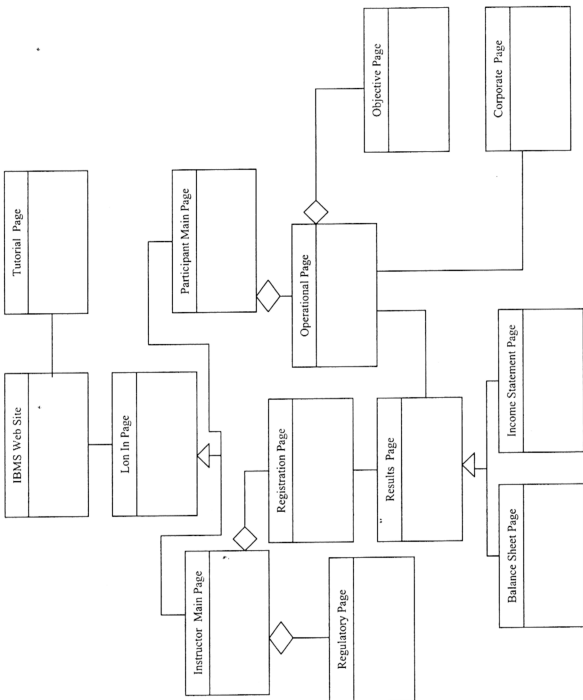 Tutorial Page
IBMS Web Site
Lon In Page
Participant Main Page
Objective Page
Corporate Page
Operational Page
Registration Page
Results Page
Income Statement Page
Balance Sheet Page
Instructor Main Page
Regulatory Page